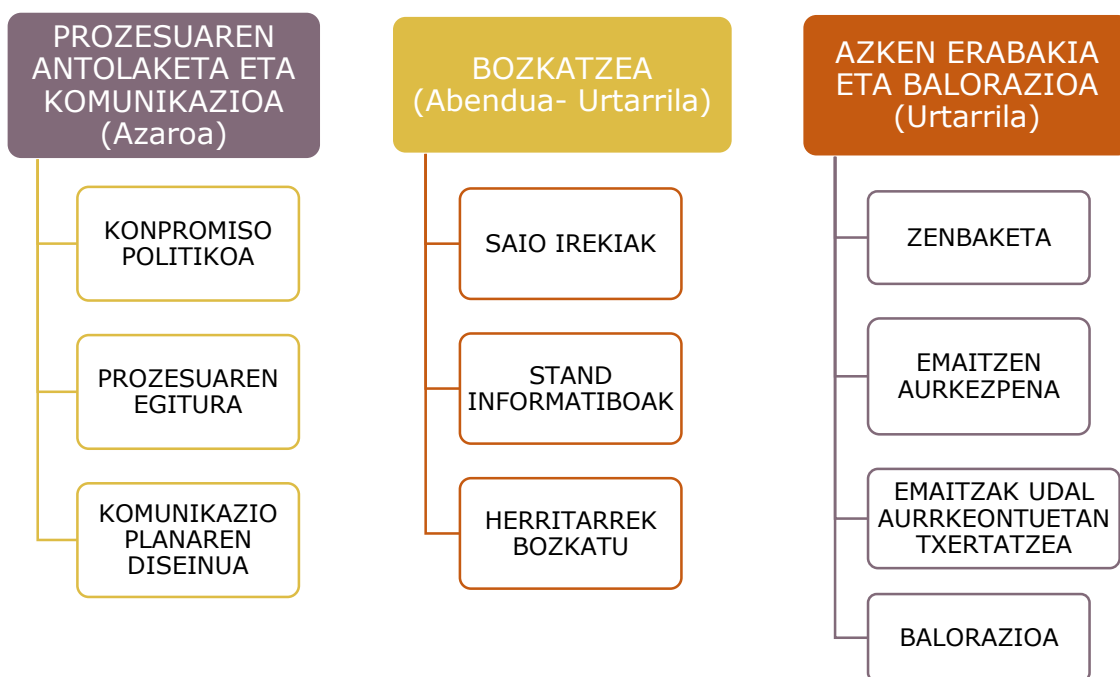 PROZESUAREN
ANTOLAKETA ETA
KOMUNIKAZIOA
(Azaroa)
KONPROMISO
POLITIKOA
PROZESUAREN
EGITURA
KOMUNIKAZIO
PLANAREN
DISEINUA
BOZKATZEA
(Abendua- Urtarrila)
SAIO IREKIAK
STAND
INFORMATIBOAK
HERRITARREK
BOZKATU
AZKEN ERABAKIA
ETA BALORAZIOA
(Urtarrila)
ZENBAKETA
EMAITZEN
AURKEZPENA
EMAITZAK UDAL
AURRKEONTUETAN
TXERTATZEA
BALORAZIOA